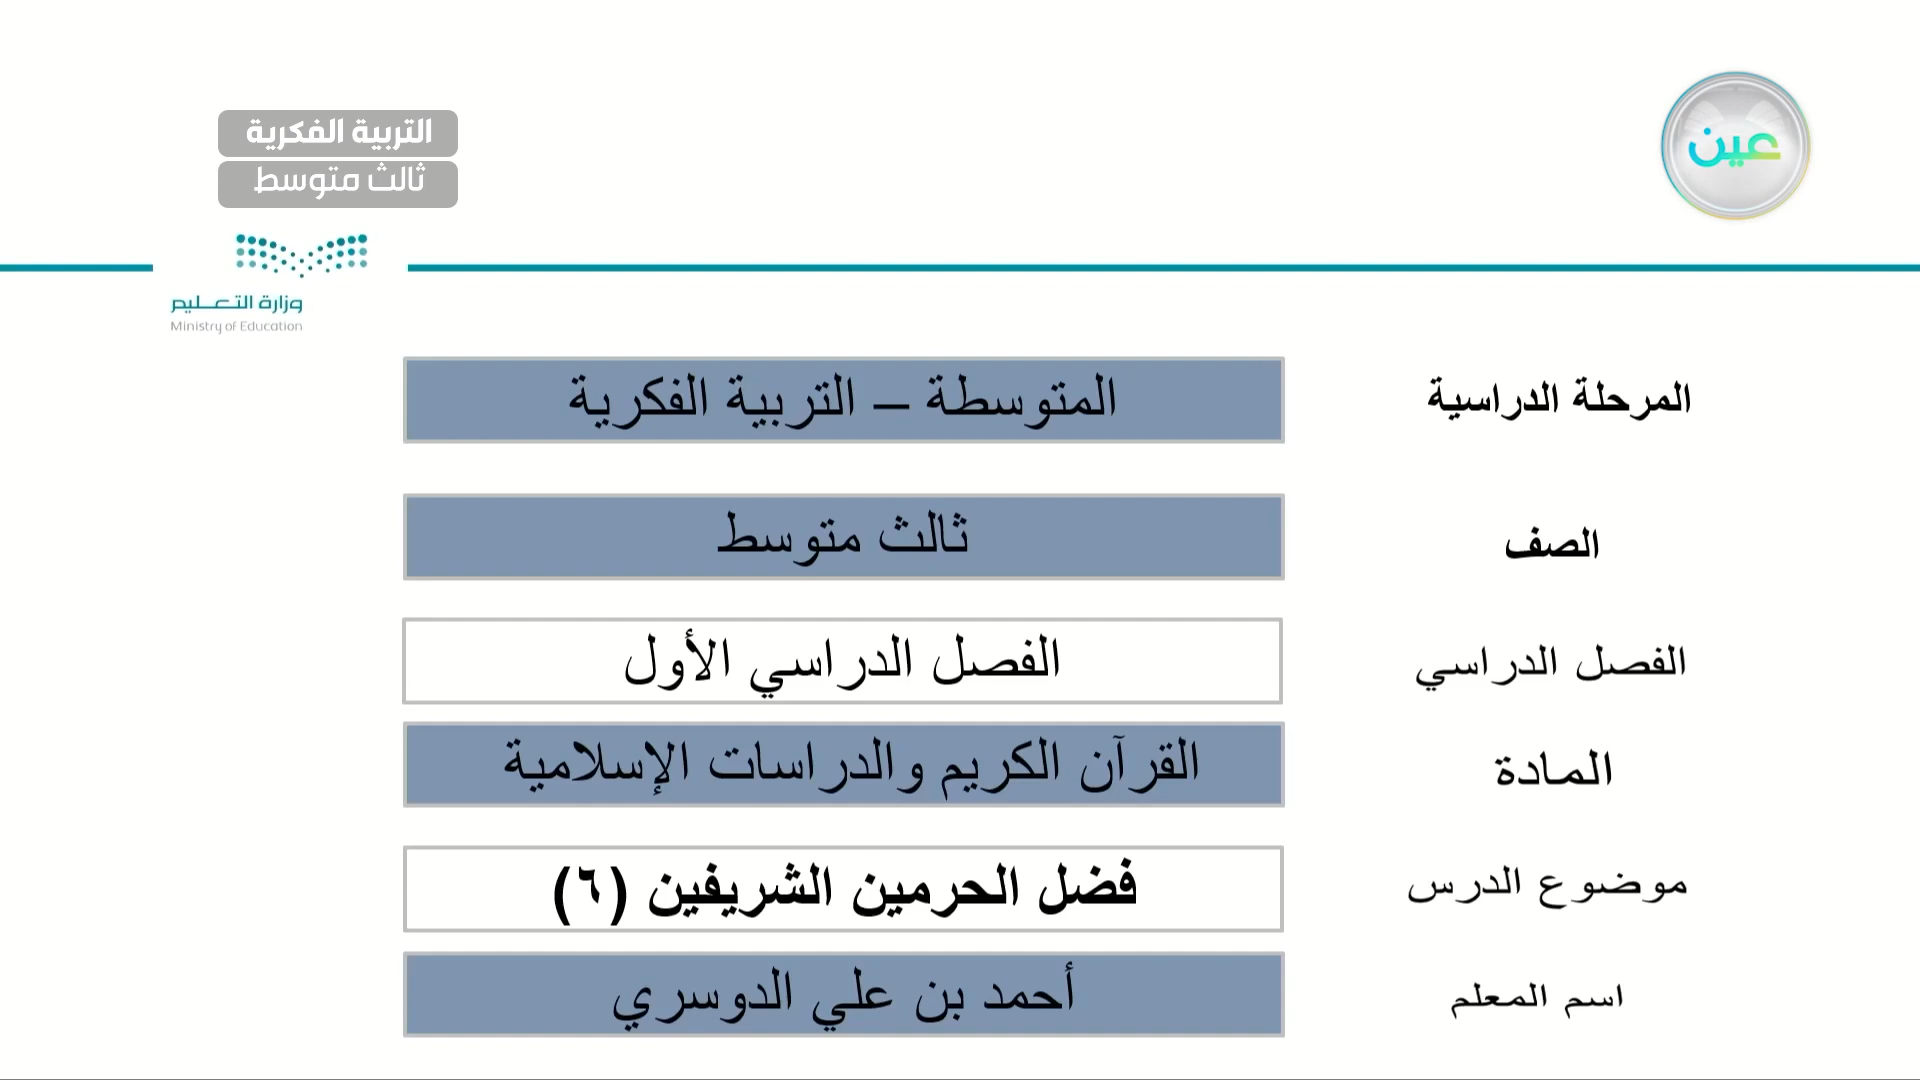 عين
التربية الفكرية
ثالث متوسط
وزارة التعليم
Ministry of Education
المرحلة الدراسية
المتوسطة – التربية الفكرية
الصف
ثالث متوسط
الفصل الدراسي
الفصل الدراسي الأول
المادة
القرآن الكريم والدراسات الإسلامية
موضوع الدرس
فضل الحرمين الشريفين (٦)
اسم المعلم
أحمد بن علي الدوسري